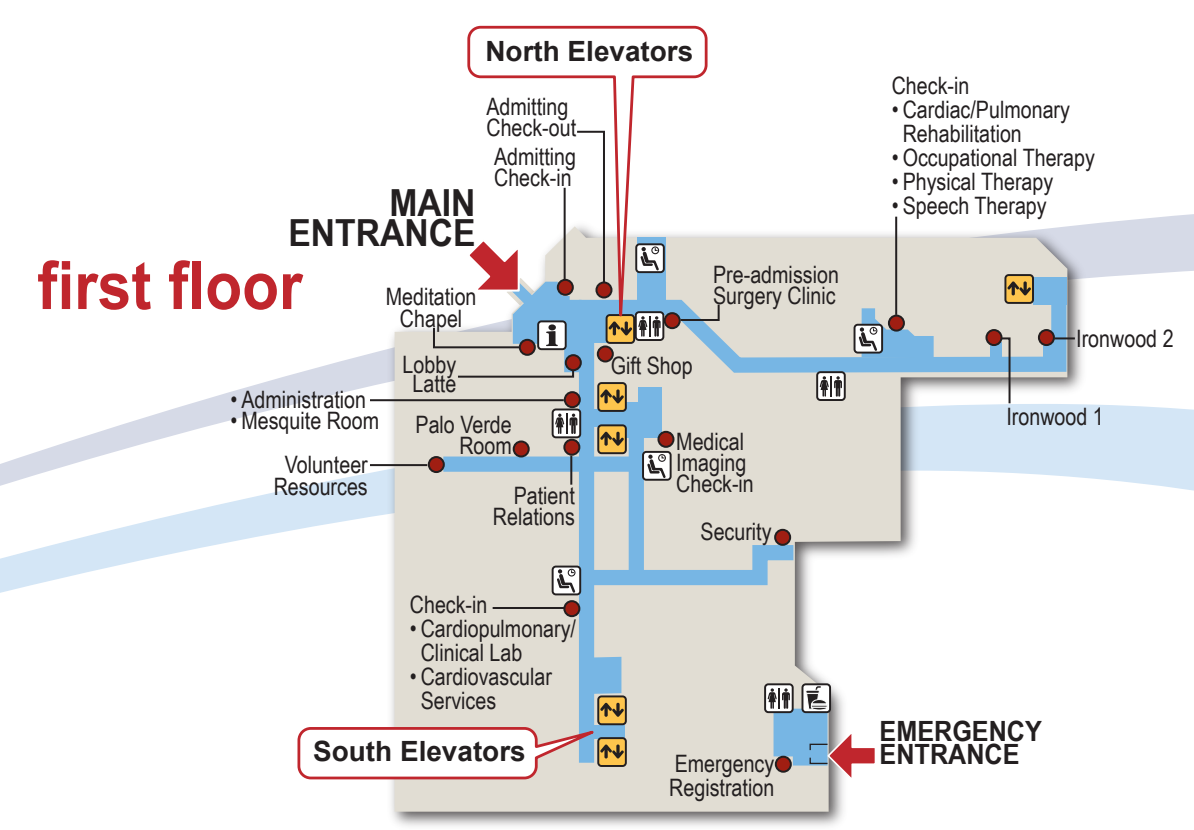 North Elevators
Admitting
Check-out
Admitting
Check-in
Check-in
• Cardiac/Pulmonary
Rehabilitation
• Occupational Therapy
• Physical Therapy
• Speech Therapy
MAIN
ENTRANCE
first floor
Meditation
Chapel
Pre-admission
Surgery Clinic
Lobby
Latte
Gift Shop
Ironwood 2
Ironwood 1
• Administration
• Mesquite Room
Palo Verde
Room
Volunteer
Resources
Patient
Relations
Medical
Imaging
Check-in
Security
Check-in
• Cardiopulmonary/
Clinical Lab
• Cardiovascular
Services
South Elevators
EMERGENCY
ENTRANCE
Emergency
Registration